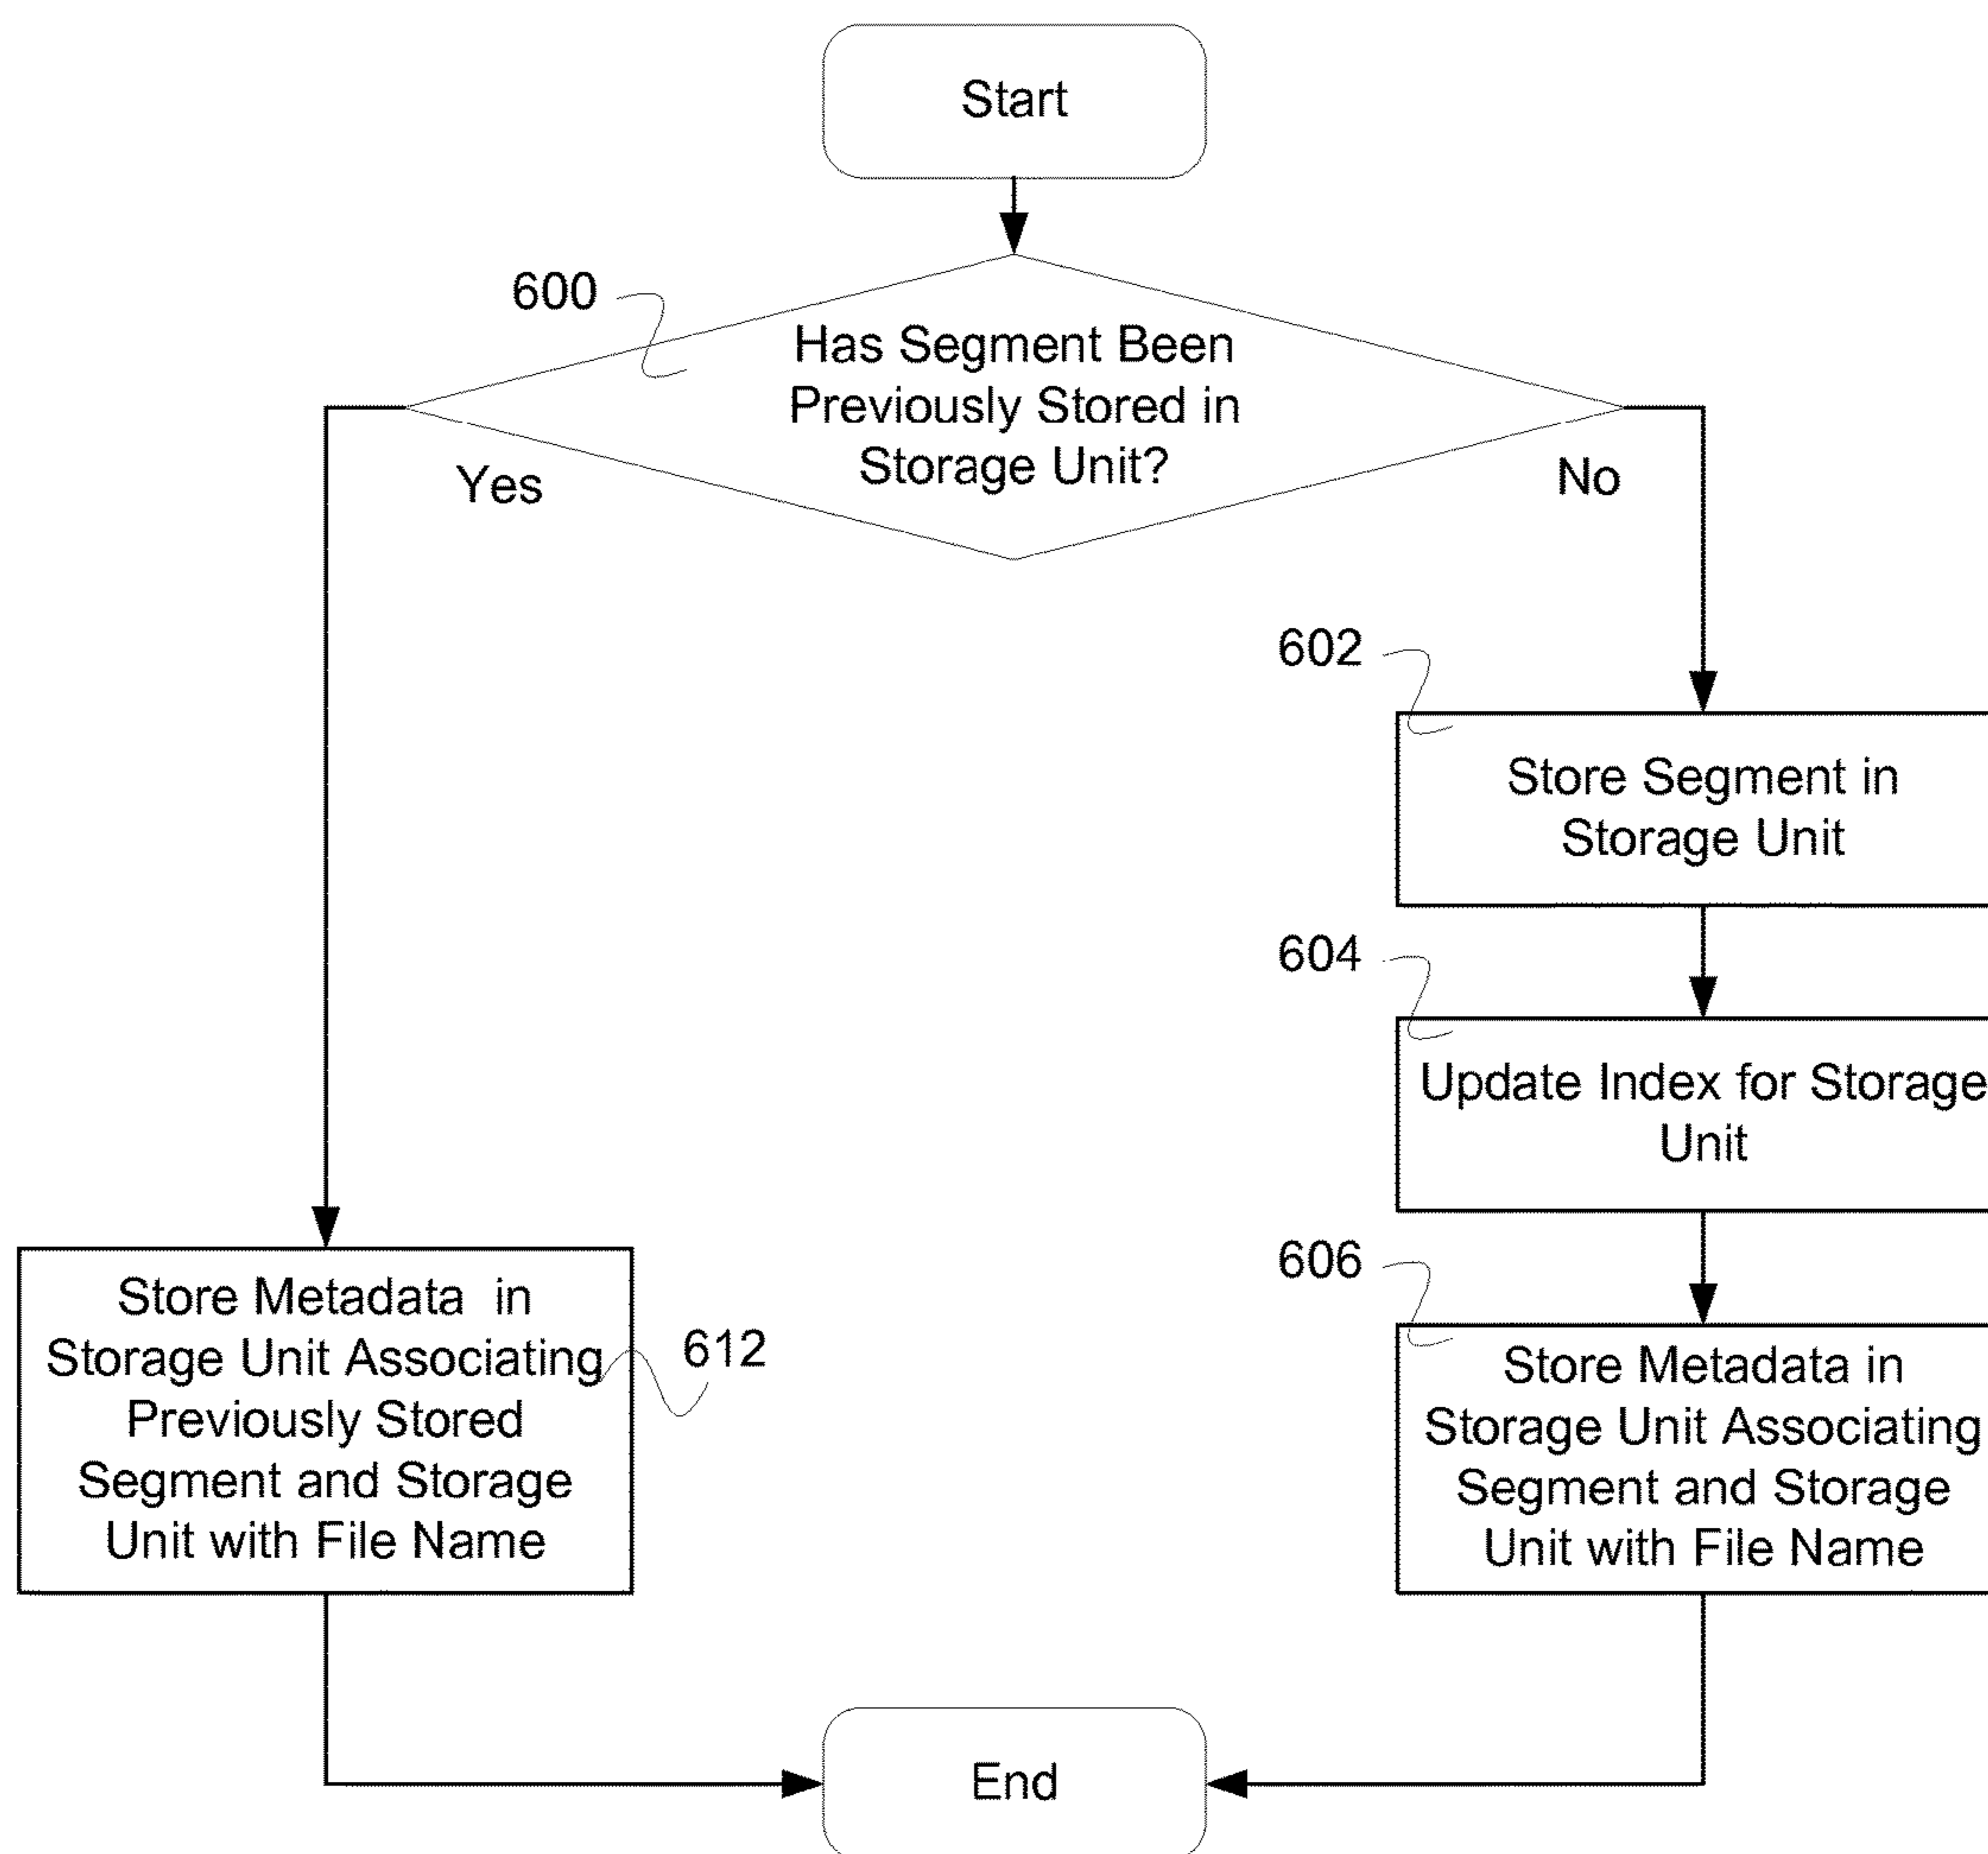 Start
600
Has Segment Been
Previously Stored in
Storage Unit?
Yes
No
602
Store Segment in
Storage Unit
604
Update Index for Storage
Unit
606
Store Metadata in
Storage Unit Associating
Segment and Storage
Unit with File Name
Store Metadata in
Storage Unit Associating
Previously Stored
Segment and Storage
Unit with File Name
612
End